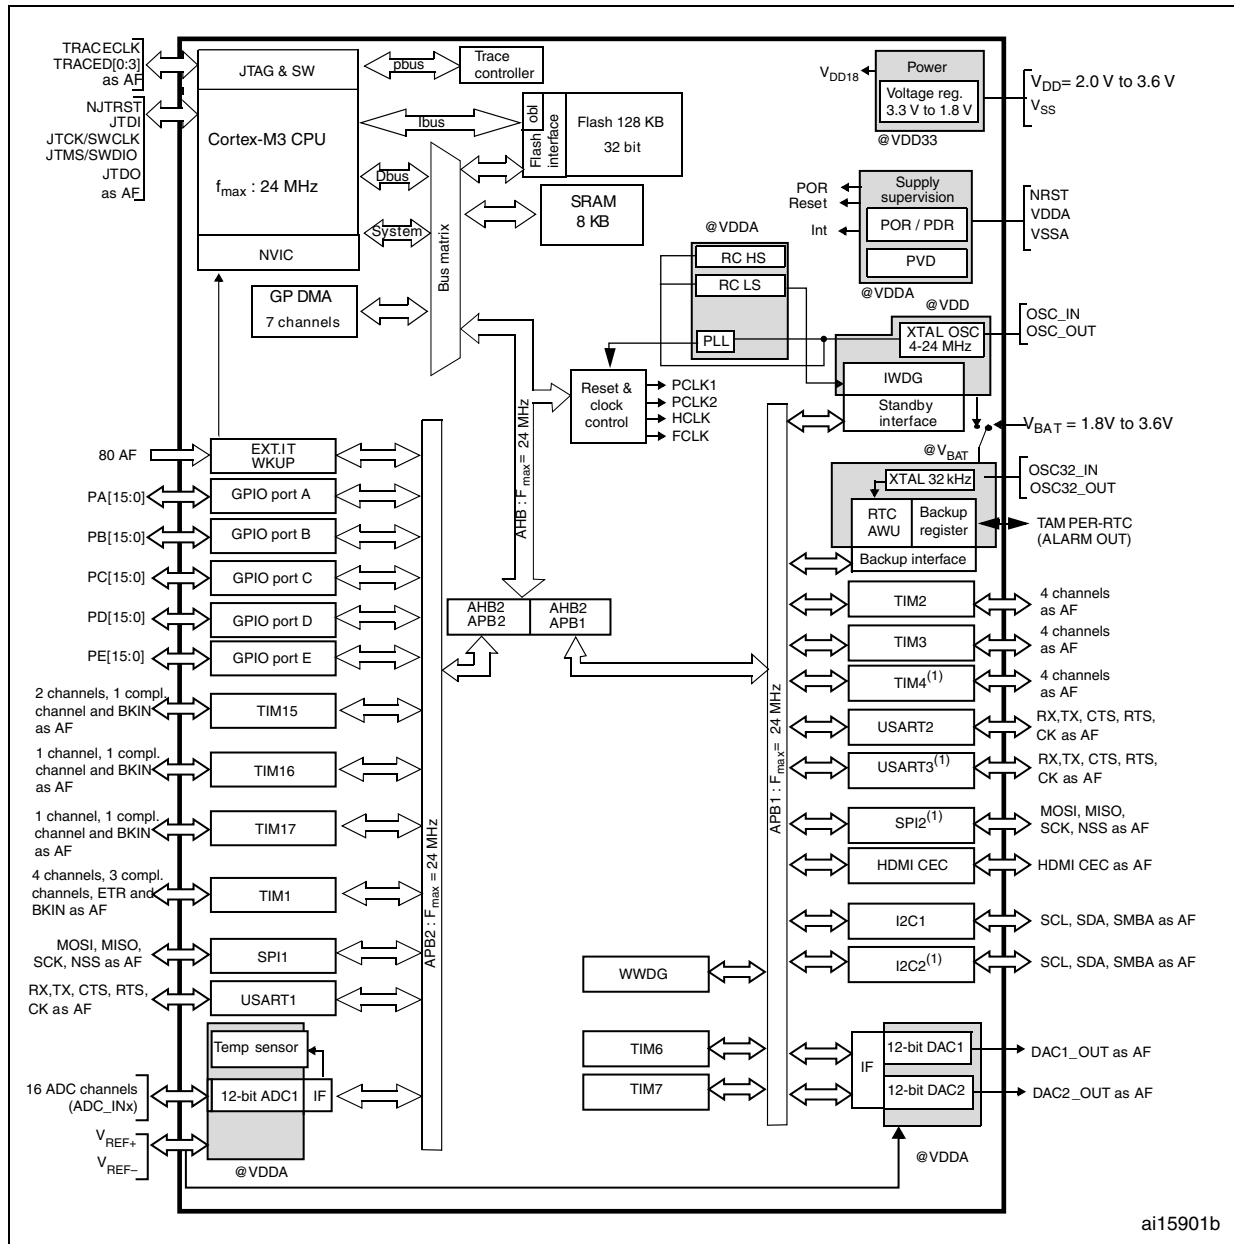 TRACECLK
TRACED[0:3]
as AF
NJTRST
JTDI
JTCK/SWCLK
JTMS/SWDIO
JTDO
as AF
JTAG & SW
Cortex-M3 CPU
fmax : 24 MHz
NVIC
pbus
Trace
controller
Ibus
Dbus
System
Bus matrix
Flash obl
interface
Flash 128 KB
32 bit
SRAM
8 KB
GP DMA
7 channels
VDD18
Power
Voltage reg.
3.3 V to 1.8 V
@VDD33
VDD= 2.0 V to 3.6 V
VSS
POR
Reset
Int
Supply
supervision
POR / PDR
PVD
@VDDA
NRST
VDDA
VSSA
@VDDA
RC HS
RC LS
PLL
@VDD
XTAL OSC
4-24 MHz
OSC_IN
OSC_OUT
IWDG
Standby
interface
Reset &
clock
control
PCLK1
PCLK2
HCLK
FCLK
VBAT = 1.8V to 3.6V
@VBAT
XTAL 32 kHz
OSC32_IN
OSC32_OUT
RTC
AWU
Backup
register
Backup interface
TAM PER-RTC
(ALARM OUT)
AHB : Fmax= 24 MHz
AHB2
APB2
AHB2
APB1
APB2 : Fmax = 24 MHz
APB1 : Fmax= 24 MHz
80 AF
EXT.IT
WKUP
PA[15:0]
GPIO port A
PB[15:0]
GPIO port B
PC[15:0]
GPIO port C
PD[15:0]
GPIO port D
PE[15:0]
GPIO port E
2 channels, 1 compl.
channel and BKIN
as AF
TIM15
1 channel, 1 compl.
channel and BKIN
as AF
TIM16
1 channel, 1 compl.
channel and BKIN
as AF
TIM17
4 channels, 3 compl.
channels, ETR and
BKIN as AF
TIM1
MOSI, MISO,
SCK, NSS as AF
SPI1
RX,TX, CTS, RTS,
CK as AF
USART1
Temp sensor
16 ADC channels
(ADC_INx)
12-bit ADC1
IF
VREF+
VREF–
@VDDA
TIM2
4 channels
as AF
TIM3
4 channels
as AF
TIM4(1)
4 channels
as AF
USART2
RX,TX, CTS, RTS,
CK as AF
USART3(1)
RX,TX, CTS, RTS,
CK as AF
SPI2(1)
MOSI, MISO,
SCK, NSS as AF
HDMI CEC
HDMI CEC as AF
I2C1
SCL, SDA, SMBA as AF
I2C2(1)
SCL, SDA, SMBA as AF
WWDG
TIM6
TIM7
IF
12-bit DAC1
DAC1_OUT as AF
12-bit DAC2
DAC2_OUT as AF
@VDDA
ai15901b